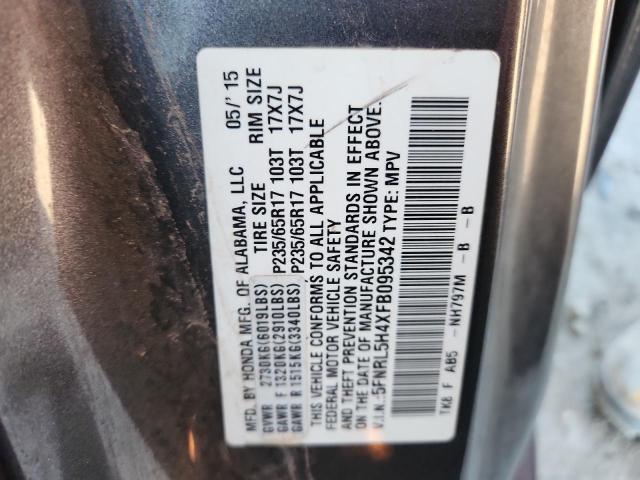 MFD. BY HONDA MFG. OF ALABAMA, LLC 05/'15
GVWR 2730KG(6019LBS) TIRE SIZE RIM SIZE
GAWR F 1320KG(2910LBS) P235/65R17 103T 17X7J
GAWR R 1515KG(3340LBS) P235/65R17 103T 17X7J
THIS VEHICLE CONFORMS TO ALL APPLICABLE
FEDERAL MOTOR VEHICLE SAFETY
AND THEFT PREVENTION STANDARDS IN EFFECT
ON THE DATE OF MANUFACTURE SHOWN ABOVE.
V.I.N.:5FNRL5H4XFB095342 TYPE: MPV
TK8 F AB5 -NH797M -B -B